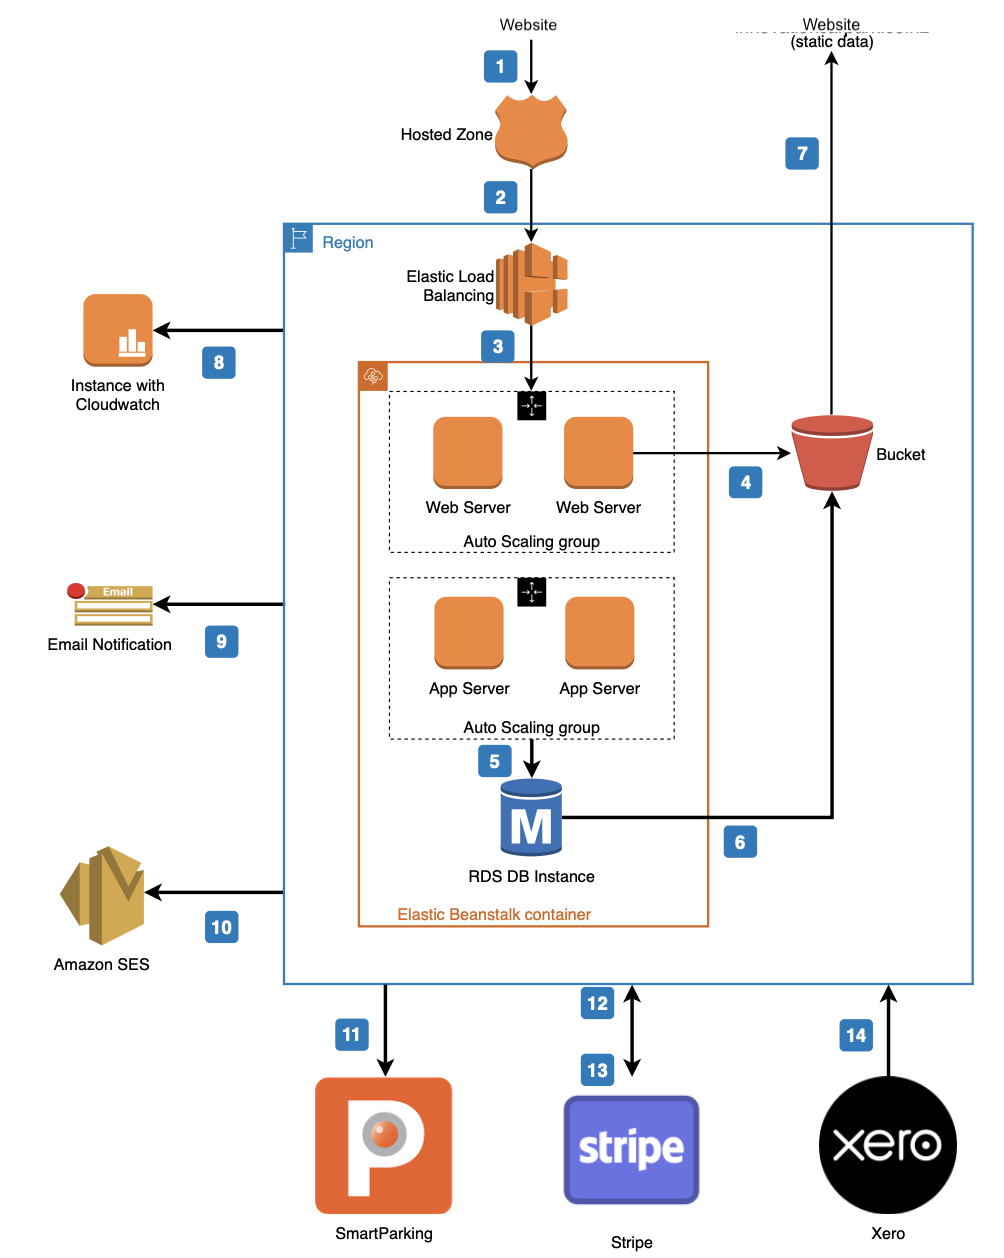 Website
Website
(static data)
1
Hosted Zone
7
2
Region
Elastic Load
Balancing
3
8
Instance with
Cloudwatch
Bucket
4
Web Server
Web Server
Auto Scaling group
Email
Email Notification
9
App Server
App Server
Auto Scaling group
5
M
6
RDS DB Instance
Elastic Beanstalk container
10
Amazon SES
11
12
14
13
P
stripe
xero
SmartParking
Stripe
Xero